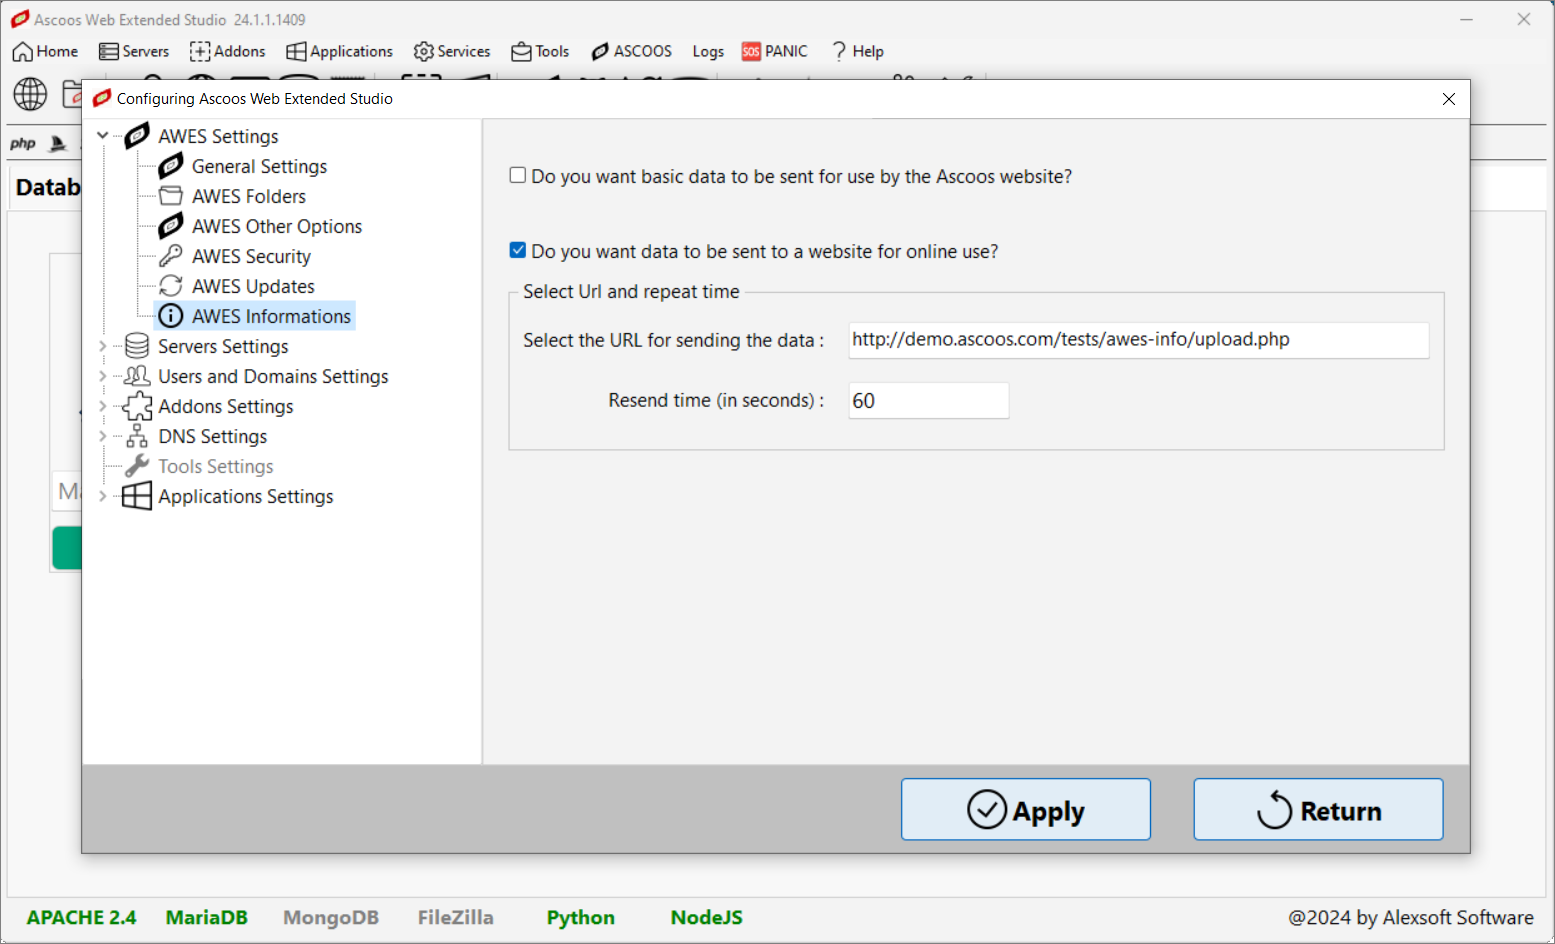 Ascoos Web Extended Studio 24.1.1.1409
Home Servers Addons Applications Services Tools ASCOOS Logs SOS PANIC Help
Configuring Ascoos Web Extended Studio
php
AWES Settings
General Settings
AWES Folders
AWES Other Options
AWES Security
AWES Updates
AWES Informations
Servers Settings
Users and Domains Settings
Addons Settings
DNS Settings
Tools Settings
Applications Settings
Do you want basic data to be sent for use by the Ascoos website?
Do you want data to be sent to a website for online use?
Select Url and repeat time
Select the URL for sending the data : http://demo.ascoos.com/tests/awes-info/upload.php
Resend time (in seconds) : 60
Apply Return
APACHE 2.4 MariaDB MongoDB FileZilla Python NodeJS @2024 by Alexsoft Software